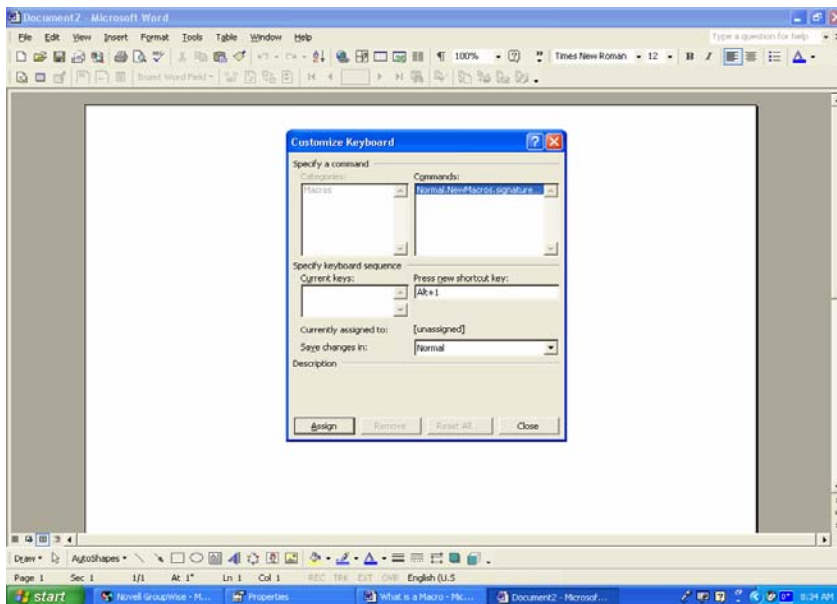 Document2 - Microsoft Word
File Edit View Insert Format Tools Table Window Help
Type a question for help
100%
Times New Roman
12
B I
Insert Word Field
Customize Keyboard
Specify a command
Categories:
Commands:
Macros
Normal.NewMacros.signature...
Specify keyboard sequence
Current keys:
Press new shortcut key:
Alt+1
Currently assigned to:
[unassigned]
Save changes in:
Normal
Description
Assign
Remove
Reset All...
Close
Draw AutoShapes
Page 1 Sec 1 1/1 At 1" Ln 1 Col 1 REC TRK EXT OVR English (U.S
start
Novell GroupWise - M...
Properties
What is a Macro - Mic...
Document2 - Microsof...
8:34 AM